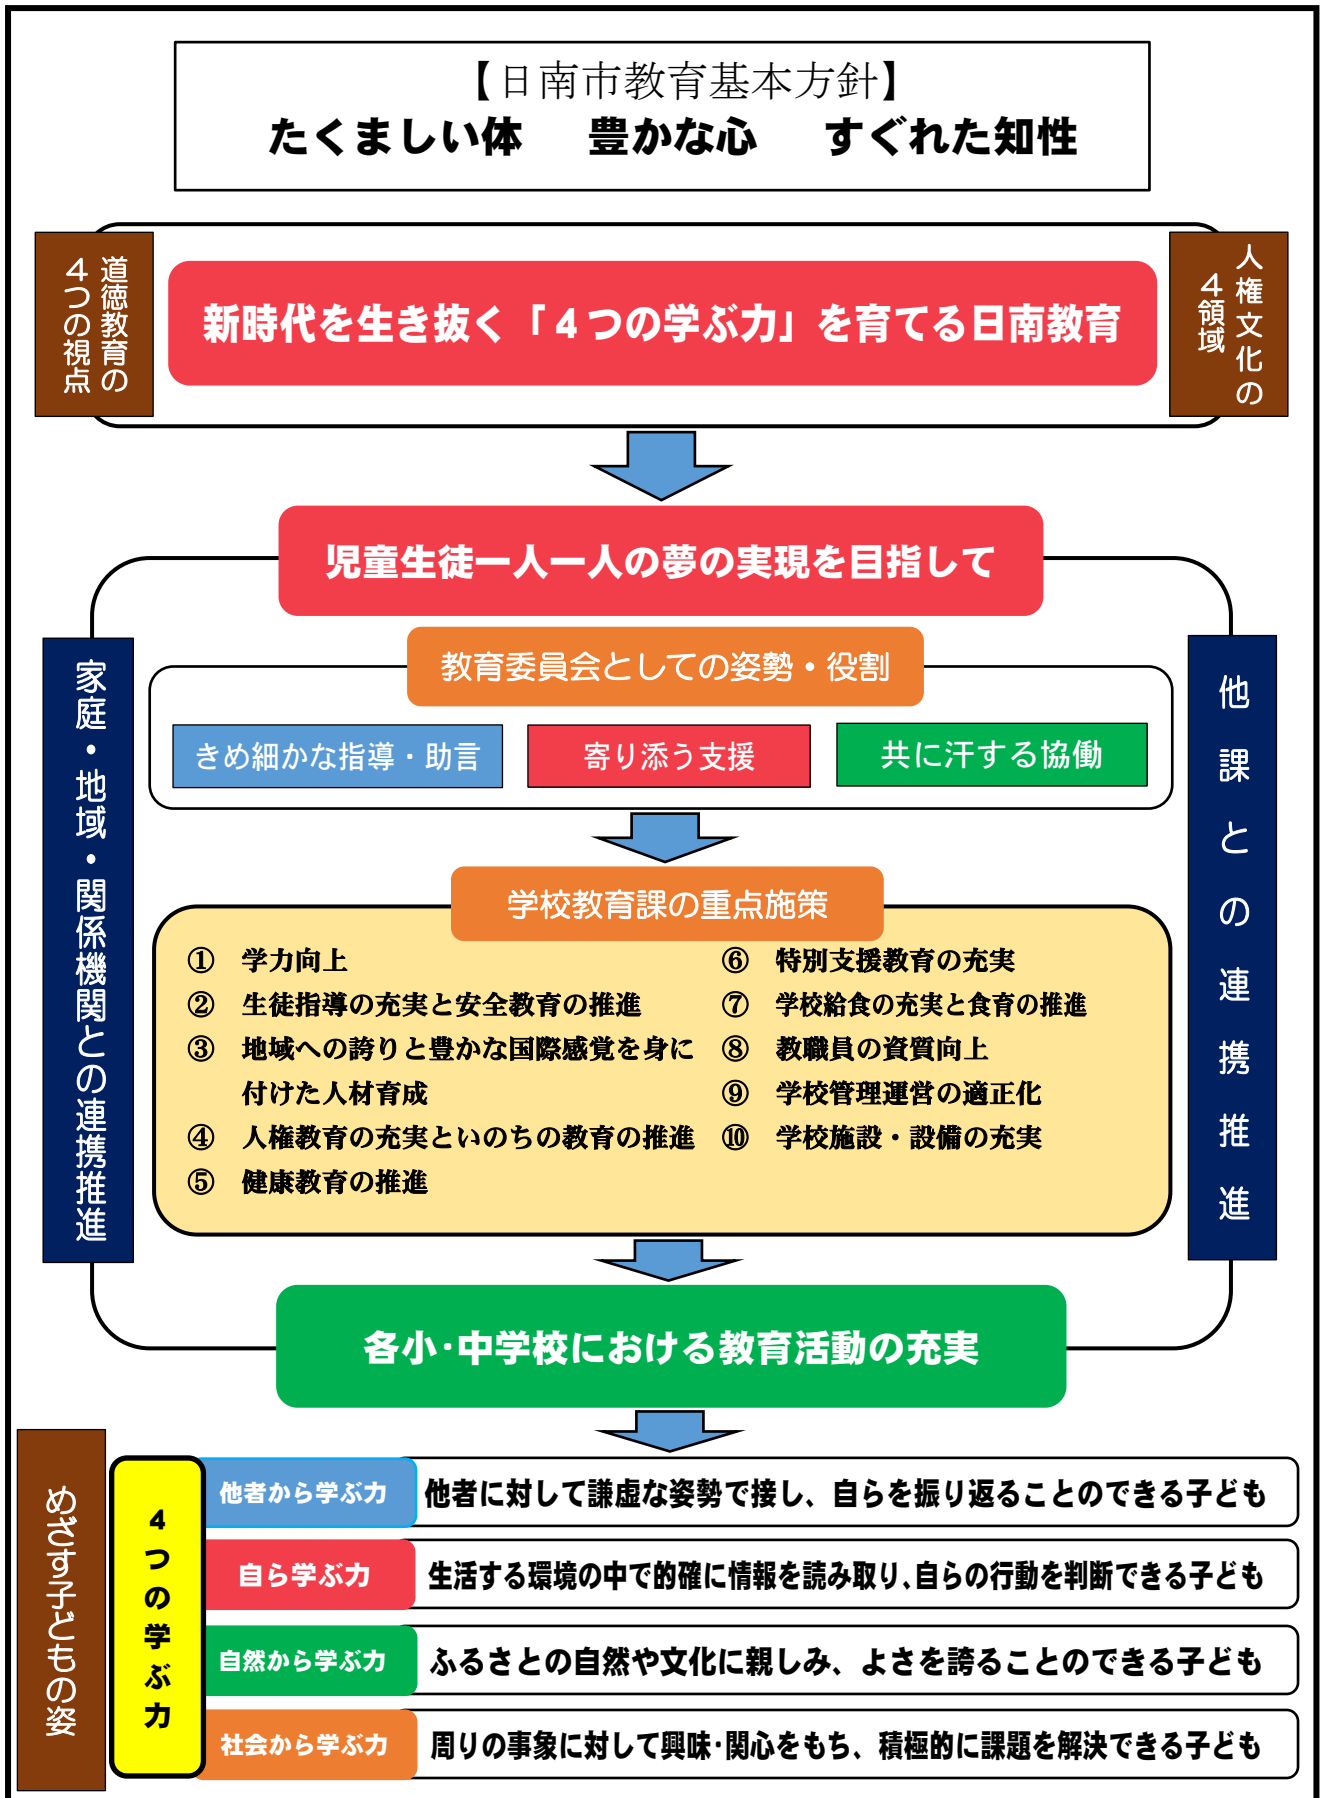 【日南市教育基本方針】
たくましい体　豊かな心　すぐれた知性
道徳教育の
４つの視点
新時代を生き抜く「４つの学ぶ力」を育てる日南教育
人権文化の
４領域
児童生徒一人一人の夢の実現を目指して
家庭・地域・関係機関との連携推進
他課との連携推進
教育委員会としての姿勢・役割
きめ細かな指導・助言
寄り添う支援
共に汗する協働
学校教育課の重点施策
①　学力向上
②　生徒指導の充実と安全教育の推進
③　地域への誇りと豊かな国際感覚を身に
付けた人材育成
④　人権教育の充実といのちの教育の推進
⑤　健康教育の推進
⑥　特別支援教育の充実
⑦　学校給食の充実と食育の推進
⑧　教職員の資質向上
⑨　学校管理運営の適正化
⑩　学校施設・設備の充実
各小・中学校における教育活動の充実
めざす子どもの姿
４つの学ぶ力
他者から学ぶ力
他者に対して謙虚な姿勢で接し、自らを振り返ることのできる子ども
自ら学ぶ力
生活する環境の中で的確に情報を読み取り、自らの行動を判断できる子ども
自然から学ぶ力
ふるさとの自然や文化に親しみ、よさを誇ることのできる子ども
社会から学ぶ力
周りの事象に対して興味・関心をもち、積極的に課題を解決できる子ども